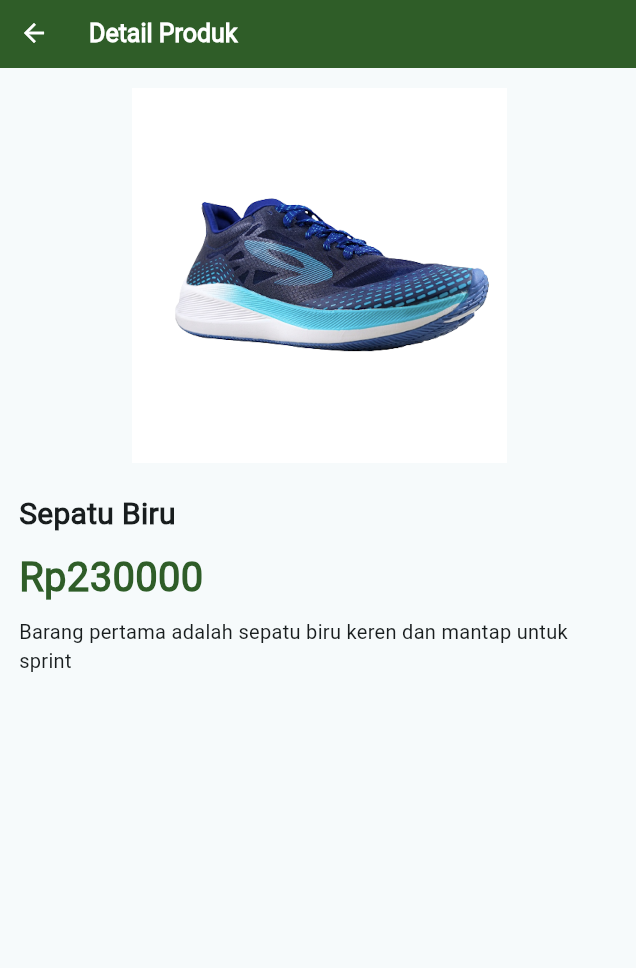 Detail Produk
Sepatu Biru
Rp230000
Barang pertama adalah sepatu biru keren dan mantap untuk
sprint